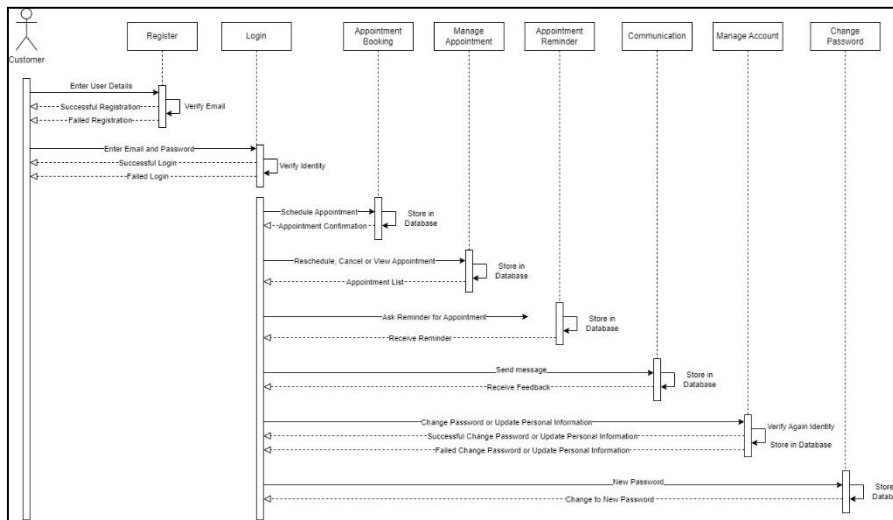 Customer
Register
Login
Appointment
Booking
Manage
Appointment
Appointment
Reminder
Communication
Manage Account
Change
Password
Enter User Details
Successful Registration
Verify Email
Failed Registration
Enter Email and Password
Successful Login
Verify Identity
Failed Login
Schedule Appointment
Store in
Database
Appointment Confirmation
Reschedule, Cancel or View Appointment
Store in
Database
Appointment List
Ask Reminder for Appointment
Store in
Database
Receive Reminder
Send message
Store in
Database
Receive Feedback
Change Password or Update Personal Information
Verify Again Identity
Successful Change Password or Update Personal Information
Store in Database
Failed Change Password or Update Personal Information
New Password
Store
Datab
Change to New Password